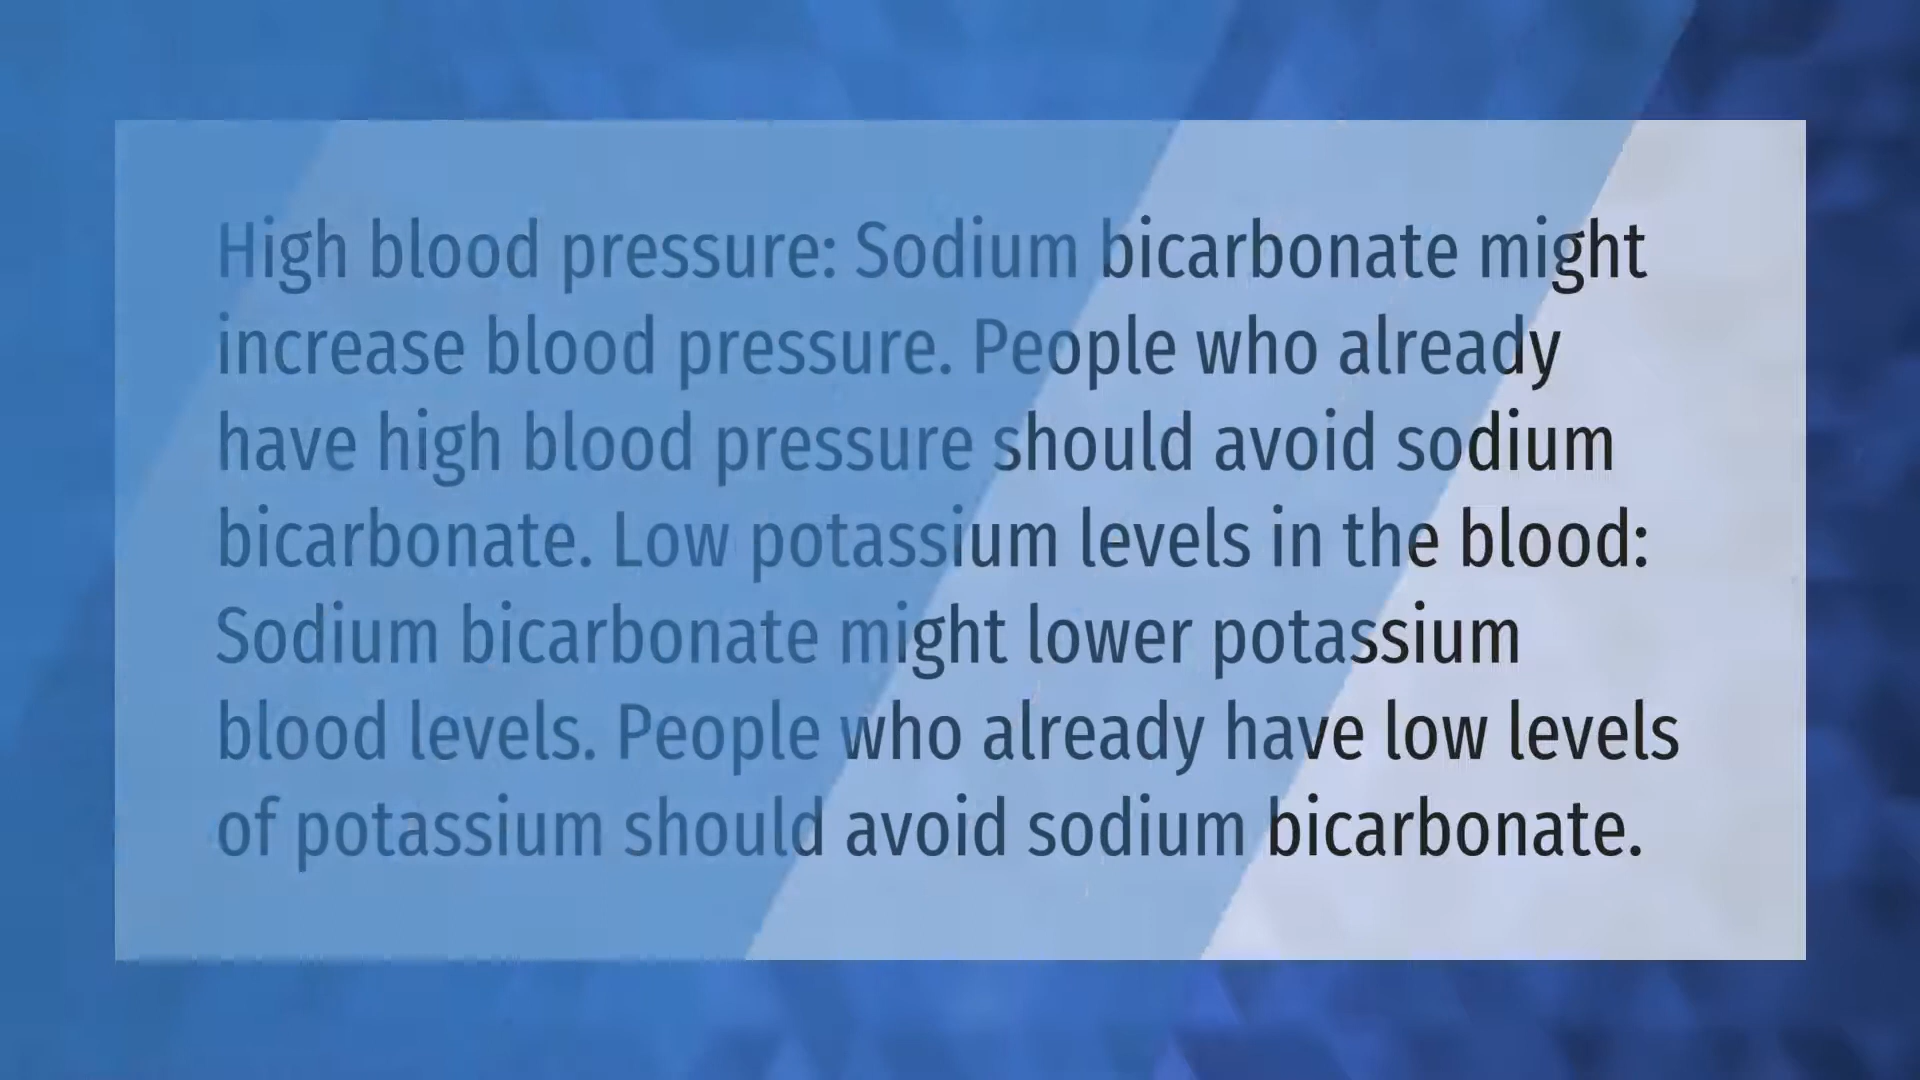 High blood pressure: Sodium bicarbonate might
increase blood pressure. People who already
have high blood pressure should avoid sodium
bicarbonate. Low potassium levels in the blood:
Sodium bicarbonate might lower potassium
blood levels. People who already have low levels
of potassium should avoid sodium bicarbonate.